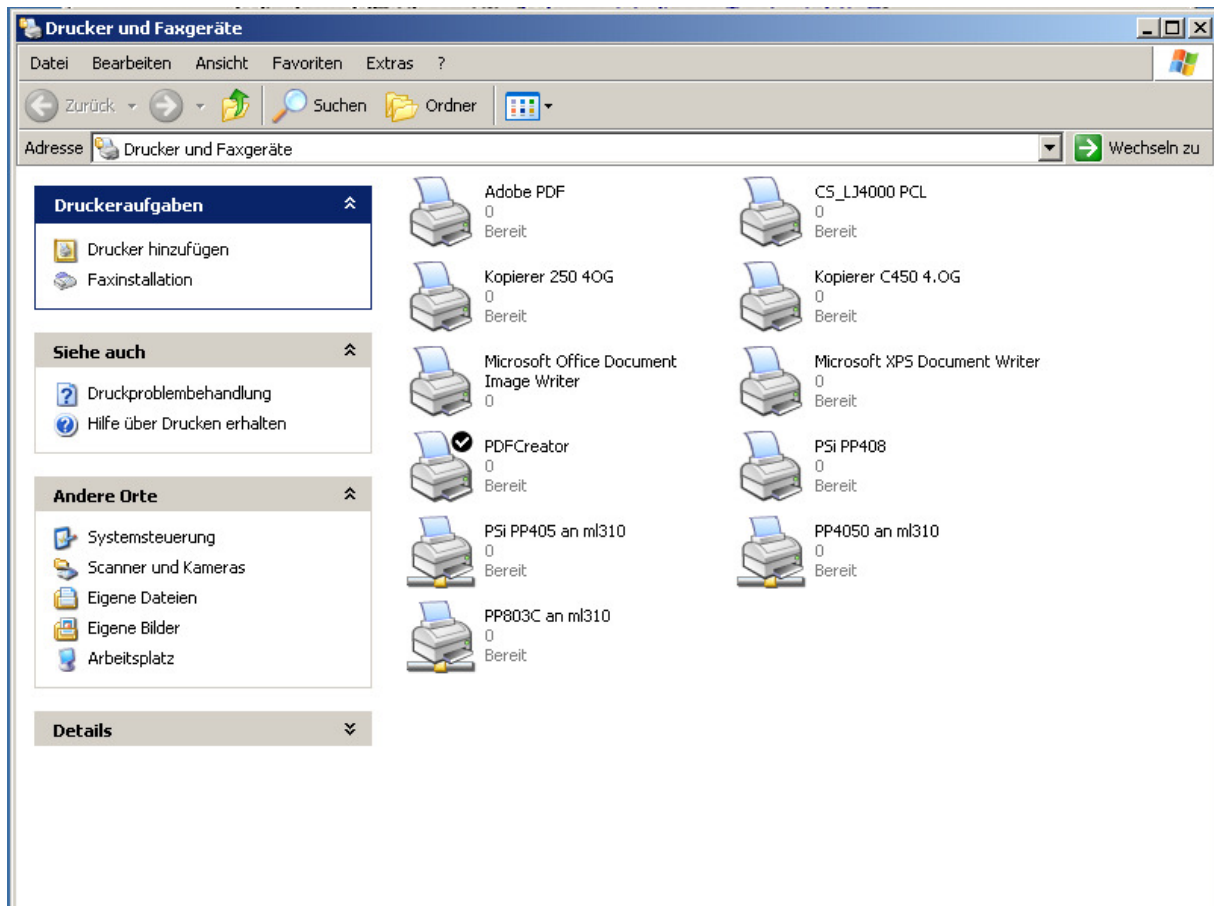 Drucker und Faxgeräte
Datei Bearbeiten Ansicht Favoriten Extras ?
Zurück Suchen Ordner
Adresse Drucker und Faxgeräte Wechseln zu
Druckeraufgaben
Drucker hinzufügen
Faxinstallation
Siehe auch
Druckproblembehandlung
Hilfe über Drucken erhalten
Andere Orte
Systemsteuerung
Scanner und Kameras
Eigene Dateien
Eigene Bilder
Arbeitsplatz
Details
Adobe PDF
0
Bereit
CS_LJ4000 PCL
0
Bereit
Kopierer 250 4OG
0
Bereit
Kopierer C450 4.OG
0
Bereit
Microsoft Office Document
Image Writer
0
Microsoft XPS Document Writer
0
Bereit
PDFCreator
0
Bereit
PSi PP408
0
Bereit
PSi PP405 an ml310
0
Bereit
PP4050 an ml310
0
Bereit
PP803C an ml310
0
Bereit